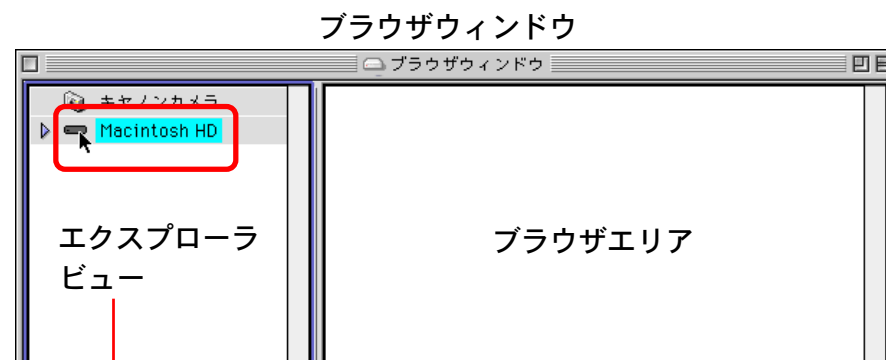 ブラウザウィンドウ
ブラウザウィンドウ
キヤノンカメラ
Macintosh HD
エクスプローラ
ビュー
ブラウザエリア